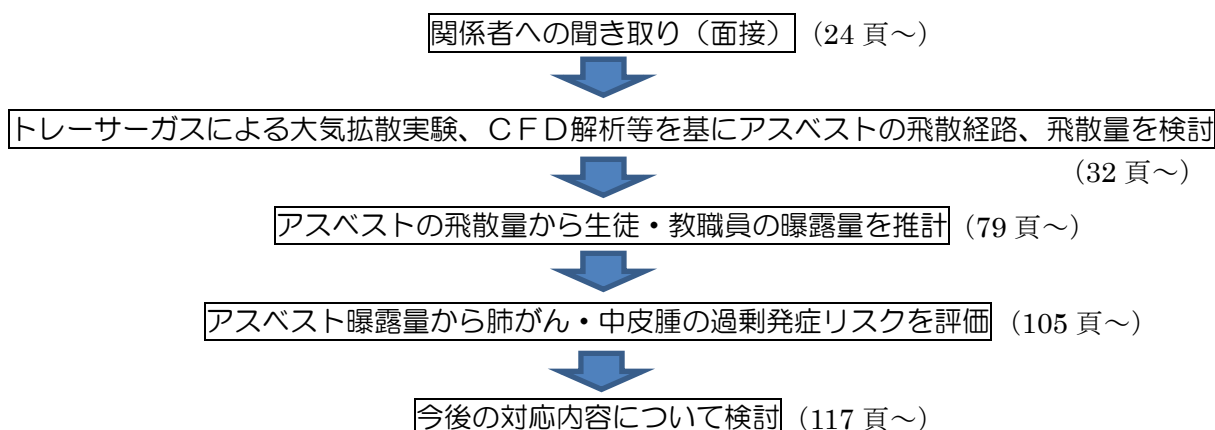 関係者への聞き取り（面接）（24 頁～）
トレーサーガスによる大気拡散実験、ＣＦＤ解析等を基にアスベストの飛散経路、飛散量を検討
（32 頁～）
アスベストの飛散量から生徒・教職員の曝露量を推計（79 頁～）
アスベスト曝露量から肺がん・中皮腫の過剰発症リスクを評価（105 頁～）
今後の対応内容について検討（117 頁～）